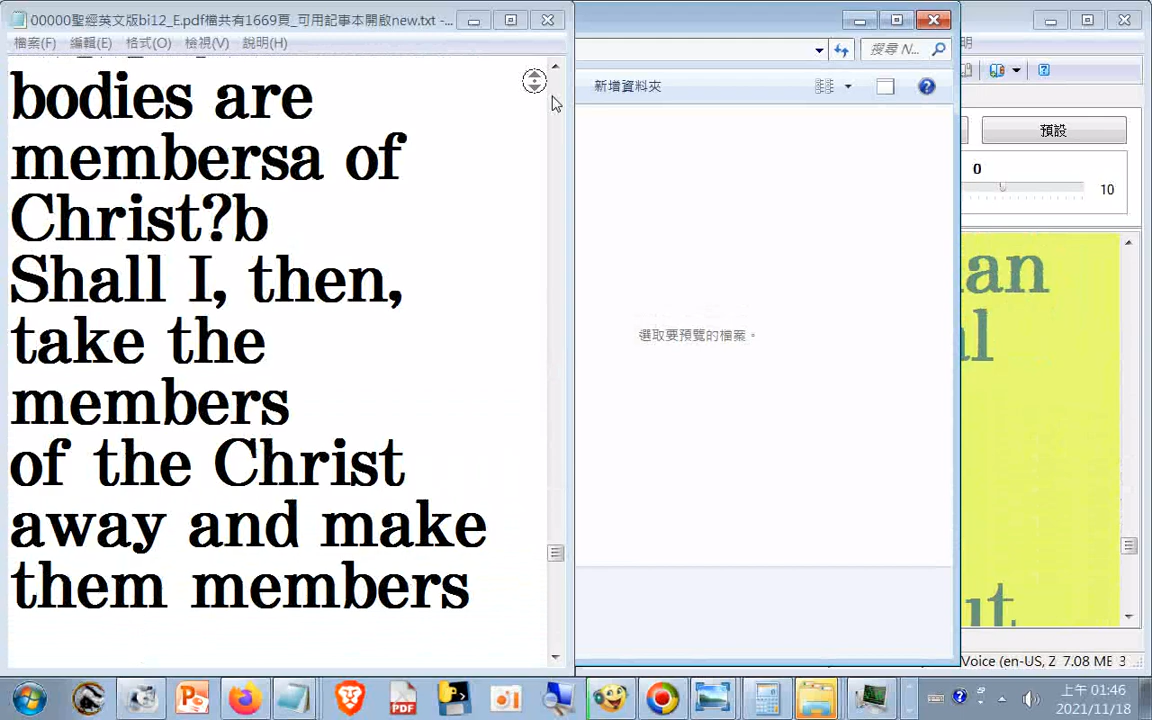 00000聖經英文版bi12_E.pdf檔共有1669頁_可用記事本開啟new.txt -...
檔案(F) 編輯(E) 格式(O) 檢視(V) 說明(H)
bodies are
membersa of
Christ?b
Shall I, then,
take the
members
of the Christ
away and make
them members
搜尋 N...
新增資料夾
選取要預覽的檔案。
明
預設
0
10
an
al
ut
Voice (en-US, Z 7.08 ME 3
PDF
上午 01:46
2021/11/18